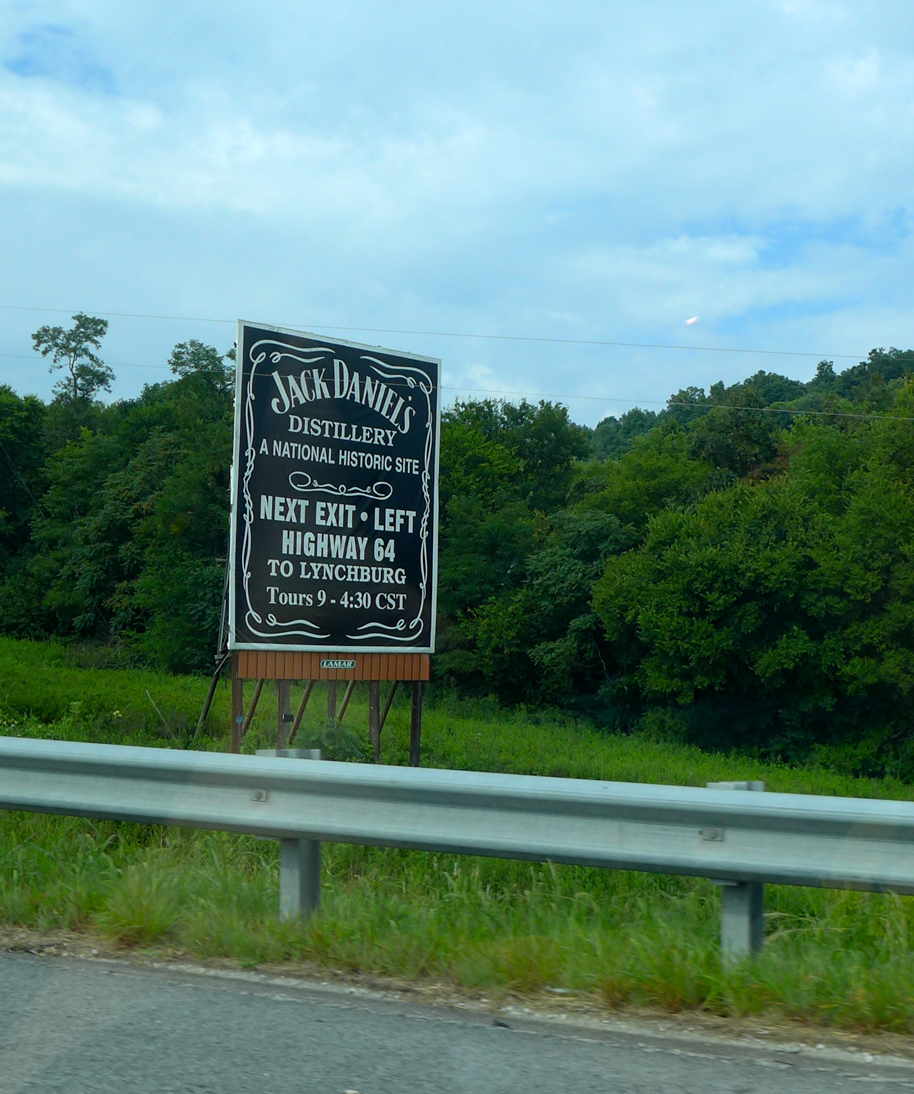 JACK DANIEL'S
DISTILLERY
A NATIONAL HISTORIC SITE
NEXT EXIT • LEFT
HIGHWAY 64
TO LYNCHBURG
Tours 9 - 4:30 CST
LAMAR